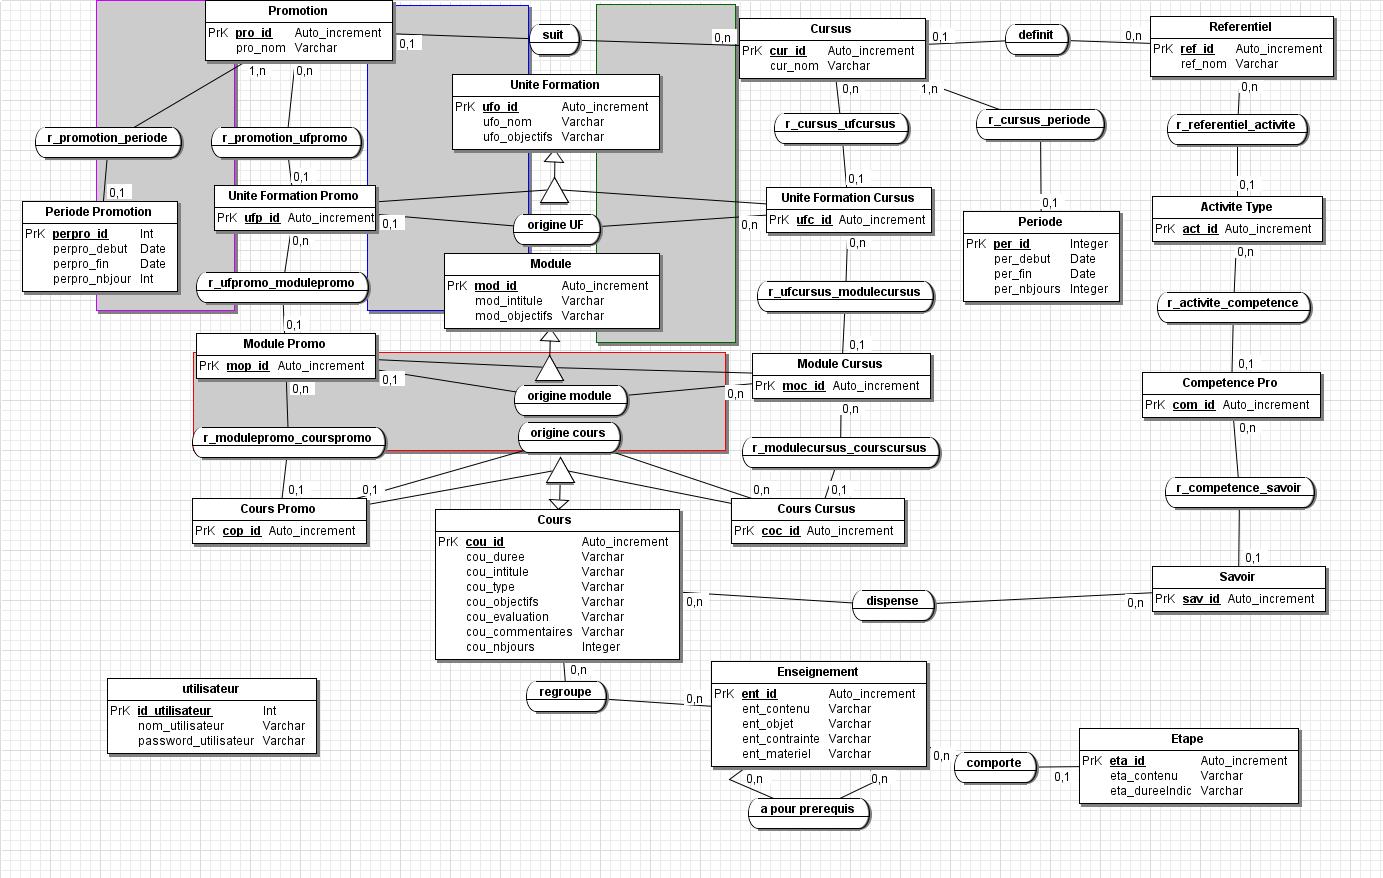 Promotion
PrK pro_id Auto_increment
pro_nom Varchar
0,1
suit
0,n
Cursus
PrK cur_id Auto_increment
cur_nom Varchar
0,1
definit
0,n
Referentiel
PrK ref_id Auto_increment
ref_nom Varchar
1,n
0,n
Unite Formation
PrK ufo_id Auto_increment
ufo_nom Varchar
ufo_objectifs Varchar
0,n
1,n
0,n
r_promotion_periode
r_promotion_ufpromo
r_cursus_ufcursus
r_cursus_periode
r_referentiel_activite
0,1
0,1
0,1
0,1
0,1
Periode Promotion
PrK perpro_id Int
perpro_debut Date
perpro_fin Date
perpro_nbjour Int
Unite Formation Promo
PrK ufp_id Auto_increment
0,1
origine UF
0,n
Unite Formation Cursus
PrK ufc_id Auto_increment
Periode
PrK per_id Integer
per_debut Date
per_fin Date
per_nbjours Integer
Activite Type
PrK act_id Auto_increment
0,n
0,n
0,n
Module
PrK mod_id Auto_increment
mod_intitule Varchar
mod_objectifs Varchar
r_ufpromo_modulepromo
r_ufcursus_modulecursus
r_activite_competence
0,1
0,1
0,1
Module Promo
PrK mop_id Auto_increment
0,1
origine module
0,n
Module Cursus
PrK moc_id Auto_increment
Competence Pro
PrK com_id Auto_increment
0,n
0,n
0,n
r_modulepromo_courspromo
origine cours
r_modulecursus_courscursus
r_competence_savoir
0,1
0,1
0,n
0,1
Cours Promo
PrK cop_id Auto_increment
Cours Cursus
PrK coc_id Auto_increment
0,1
Cours
PrK cou_id Auto_increment
cou_duree Varchar
cou_intitule Varchar
cou_type Varchar
cou_objectifs Varchar
cou_evaluation Varchar
cou_commentaires Varchar
cou_nbjours Integer
0,n
dispense
0,n
Savoir
PrK sav_id Auto_increment
0,n
regroupe
0,n
utilisateur
PrK id_utilisateur Int
nom_utilisateur Varchar
password_utilisateur Varchar
Enseignement
PrK ent_id Auto_increment
ent_contenu Varchar
ent_objet Varchar
ent_contrainte Varchar
ent_materiel Varchar
0,n
comporte
0,1
Etape
PrK eta_id Auto_increment
eta_contenu Varchar
eta_dureeIndic Varchar
0,n
0,n
a pour prerequis